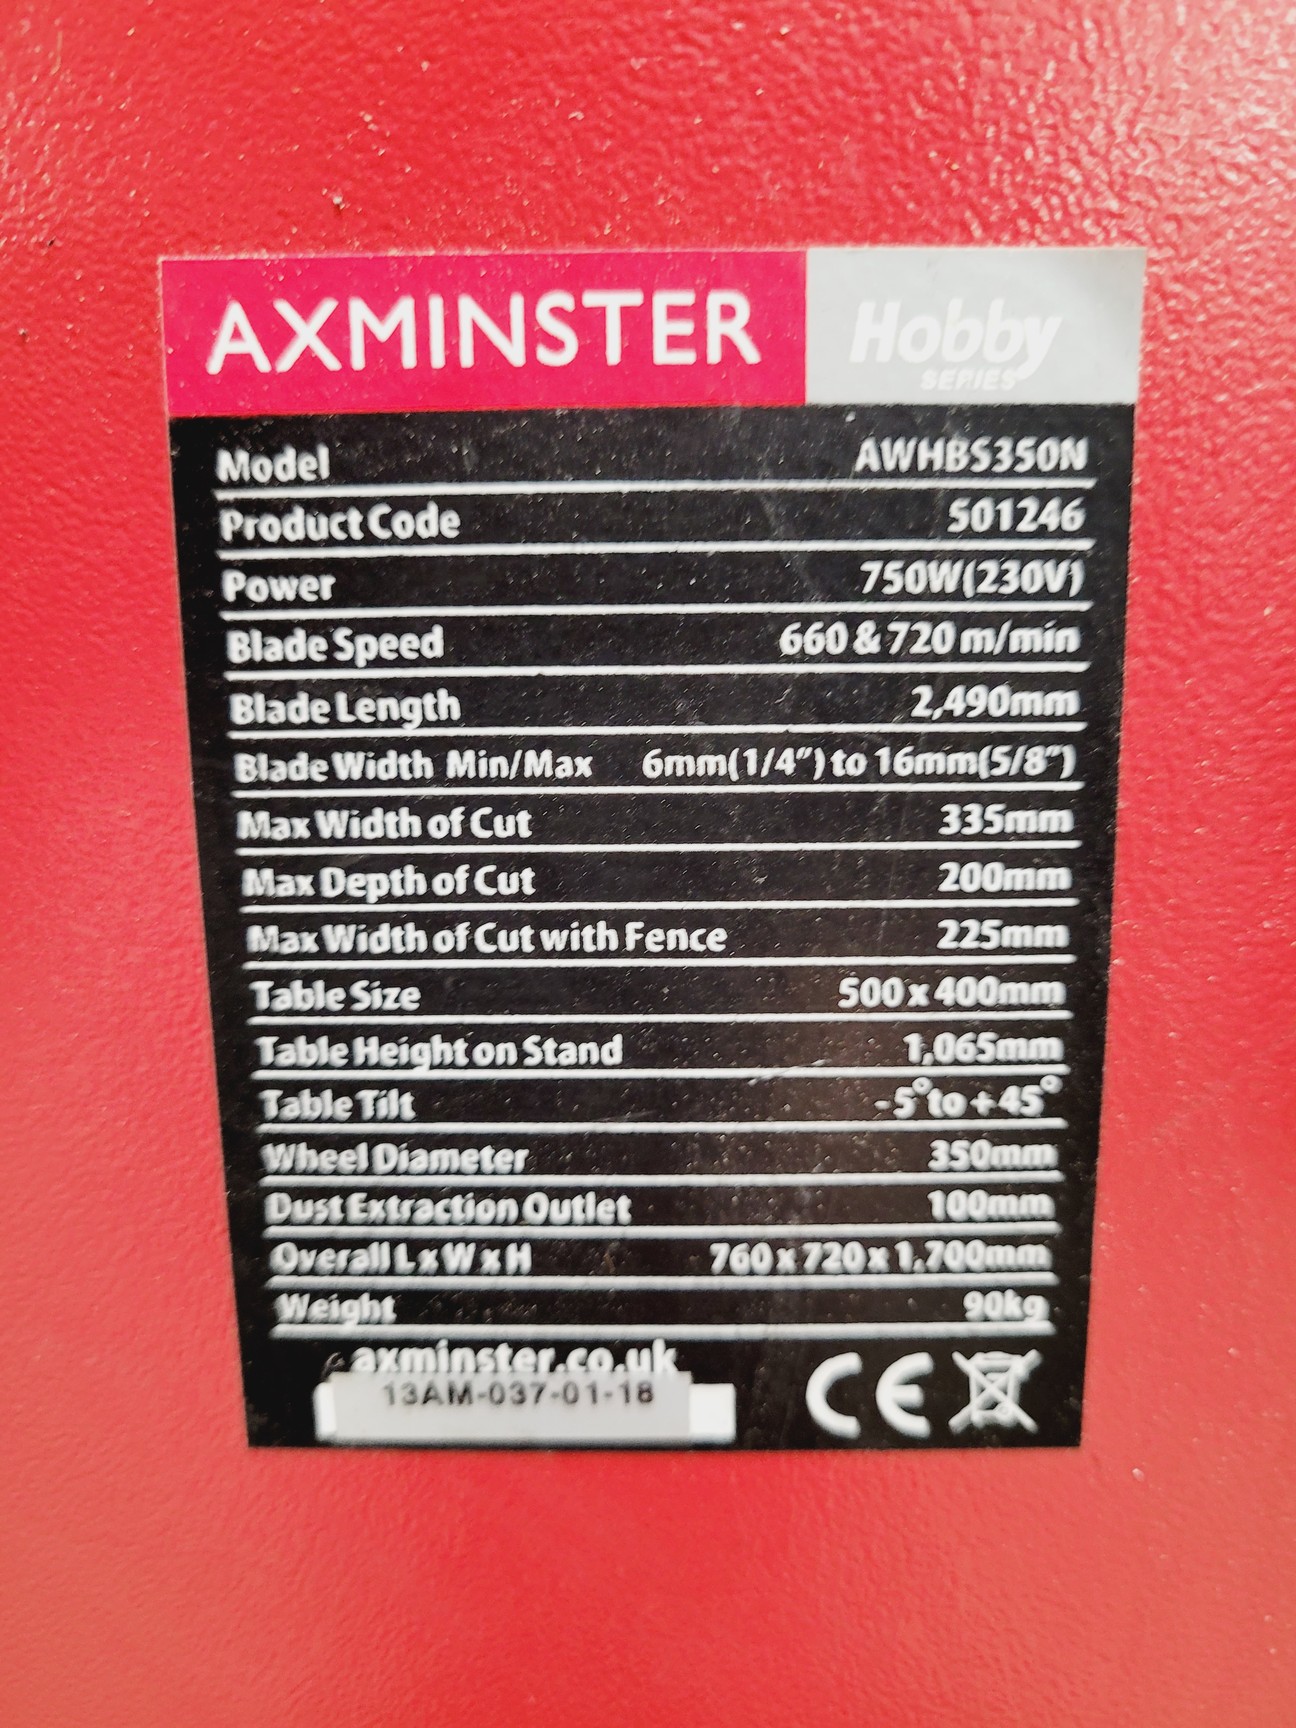 AXMINSTER Hobby
SERIES
Model AWHBS350N
Product Code 501246
Power 750W(230V)
Blade Speed 660 & 720 m/min
Blade Length 2,490mm
Blade Width Min/Max 6mm(1/4”) to 16mm(5/8”)
Max Width of Cut 335mm
Max Depth of Cut 200mm
Max Width of Cut with Fence 225mm
Table Size 500 x 400mm
Table Height on Stand 1,065mm
Table Tilt -5° to +45°
Wheel Diameter 350mm
Dust Extraction Outlet 100mm
Overall L x W x H 760 x 720 x 1,700mm
Weight 90kg
axminster.co.uk
13AM-037-01-18 CE